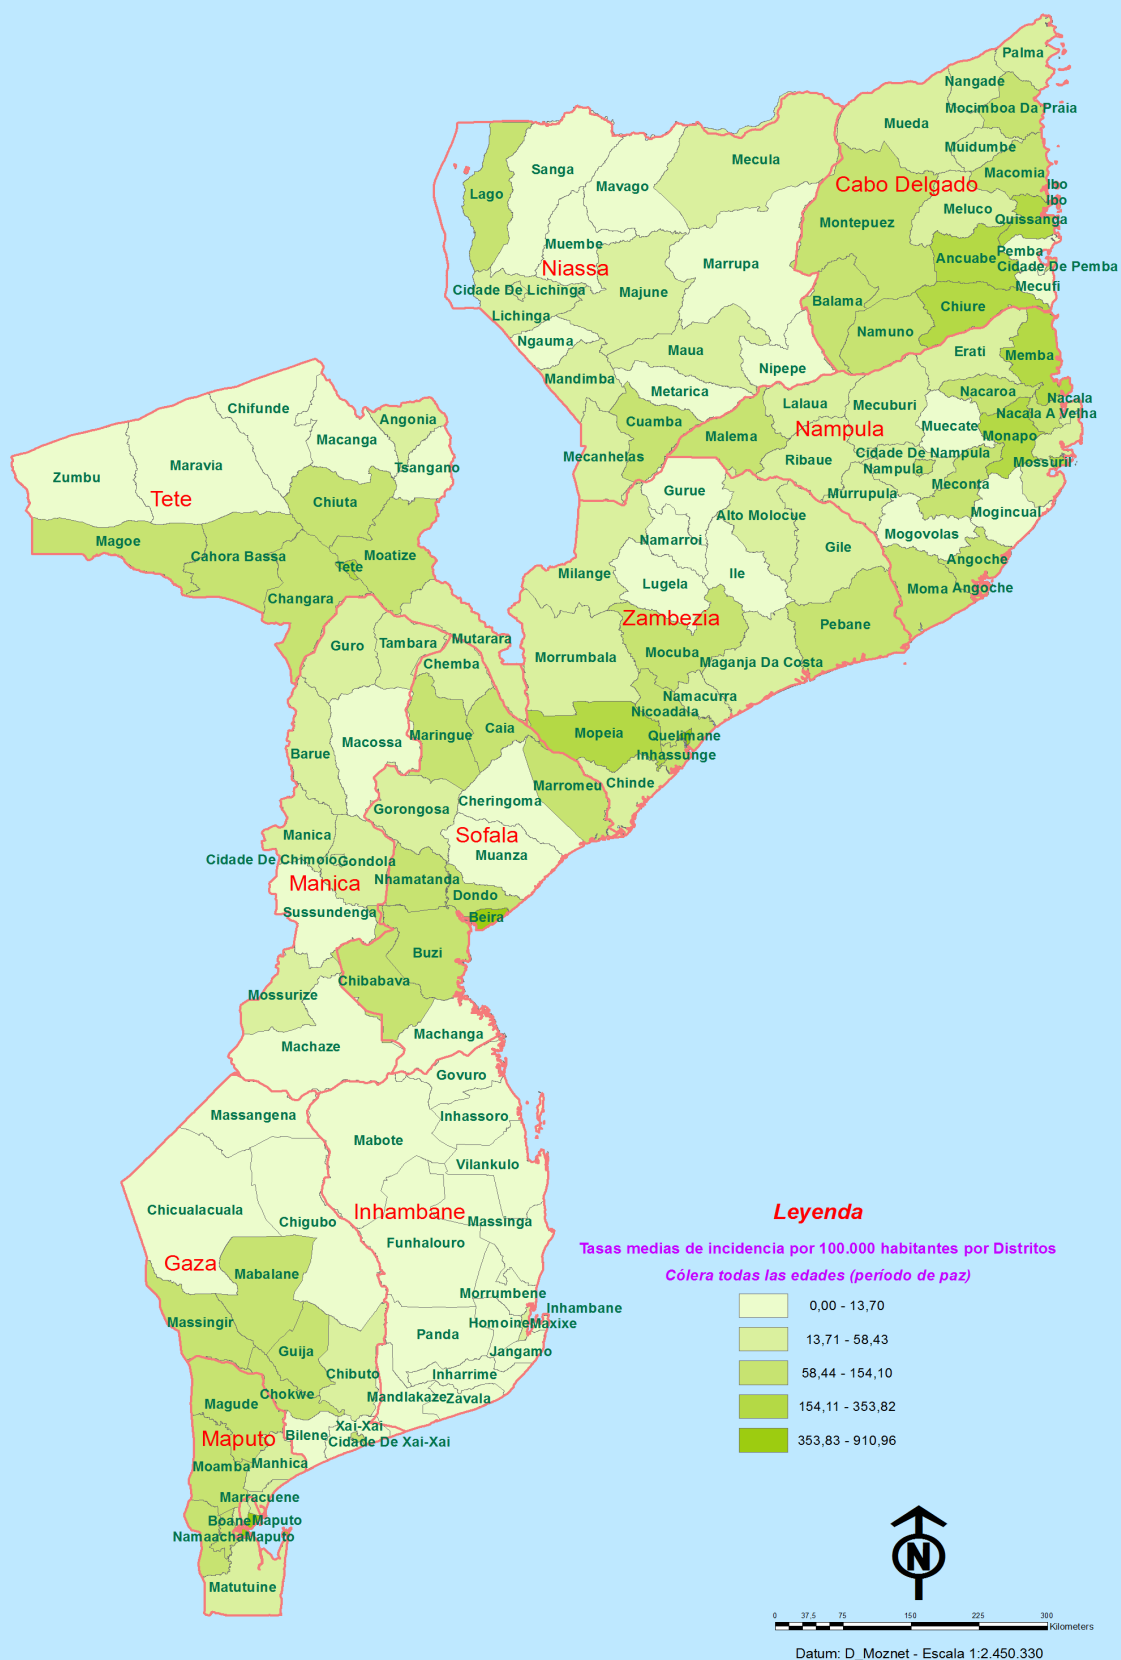 Palma
Nangade
Mocimboa Da Praia
Mueda
Muidumbe
Mecula
Macomia
Sanga
Cabo Delgado
Ibo
Mavago
Lago
Ibo
Meluco
Quissanga
Montepuez
Muembe
Pemba
Ancuabe
Marrupa
Cidade De Pemba
Niassa
Mecufi
Cidade De Lichinga
Majune
Balama
Chiure
Lichinga
Namuno
Ngauma
Maua
Erati
Memba
Nipepe
Mandimba
Metarica
Nacaroa
Nacala
Lalaua
Mecuburi
Chifunde
Nacala A Velha
Angonia
Cuamba
Muecate
Nampula
Malema
Monapo
Macanga
Cidade De Nampula
Mecanhelas
Ribaue
Mossuril
Maravia
Tsangano
Nampula
Zumbu
Meconta
Gurue
Murrupula
Tete
Chiuta
Mogincual
Alto Molocue
Mogovolas
Magoe
Namarroi
Gile
Cahora Bassa
Moatize
Angoche
Tete
Milange
Ile
Lugela
Moma
Angoche
Changara
Zambezia
Pebane
Mutarara
Tambara
Guro
Mocuba
Morrumbala
Chemba
Maganja Da Costa
Namacurra
Nicoadala
Caia
Mopeia
Maringue
Quelimane
Macossa
Barue
Inhassunge
Marromeu
Chinde
Cheringoma
Gorongosa
Sofala
Manica
Muanza
Cidade De Chimoio
Gondola
Manica
Nhamatanda
Dondo
Sussundenga
Beira
Buzi
Chibabava
Mossurize
Machanga
Machaze
Govuro
Massangena
Inhassoro
Mabote
Vilankulo
Chicualacuala
Inhambane
Chigubo
Massinga
Funhalouro
Gaza
Mabalane
Morrumbene
Inhambane
Massingir
Homoine
Maxixe
Panda
Guija
Jangamo
Chibuto
Inharrime
Chokwe
Mandlakaze
Zavala
Magude
Xai-Xai
Bilene
Maputo
Cidade De Xai-Xai
Moamba
Manhica
Marracuene
Boane
Maputo
Namaacha
Maputo
Matutuine
Leyenda
Tasas medias de incidencia por 100.000 habitantes por Distritos
Cólera todas las edades (período de paz)
0,00 - 13,70
13,71 - 58,43
58,44 - 154,10
154,11 - 353,82
353,83 - 910,96
N
0 37,5 75 150 225 300
Kilometers
Datum: D_Moznet - Escala 1:2.450.330